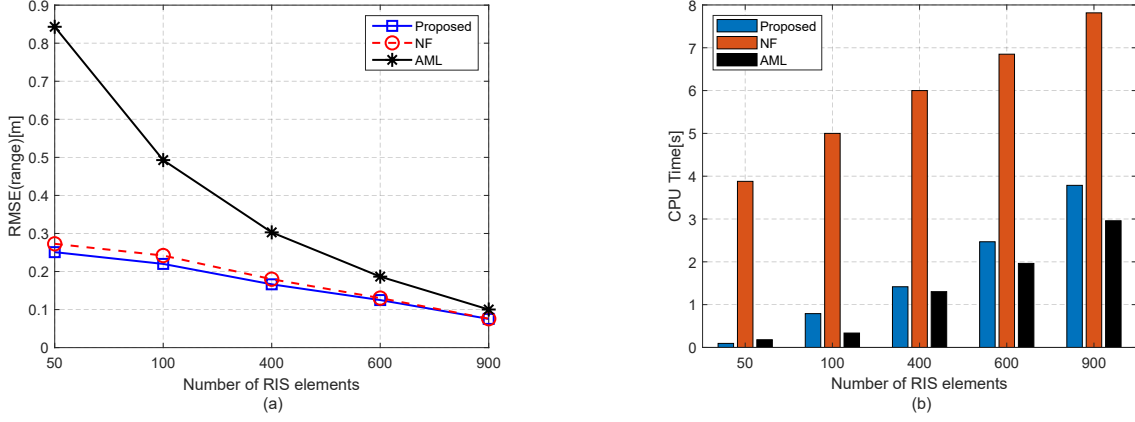 0.9
0.8
0.7
0.6
0.5
0.4
0.3
0.2
0.1
0
RMSE(range)[m]
Proposed
NF
AML
50 100 400 600 900
Number of RIS elements
(a)
8
7
6
5
4
3
2
1
0
CPU Time[s]
Proposed
NF
AML
50 100 400 600 900
Number of RIS elements
(b)